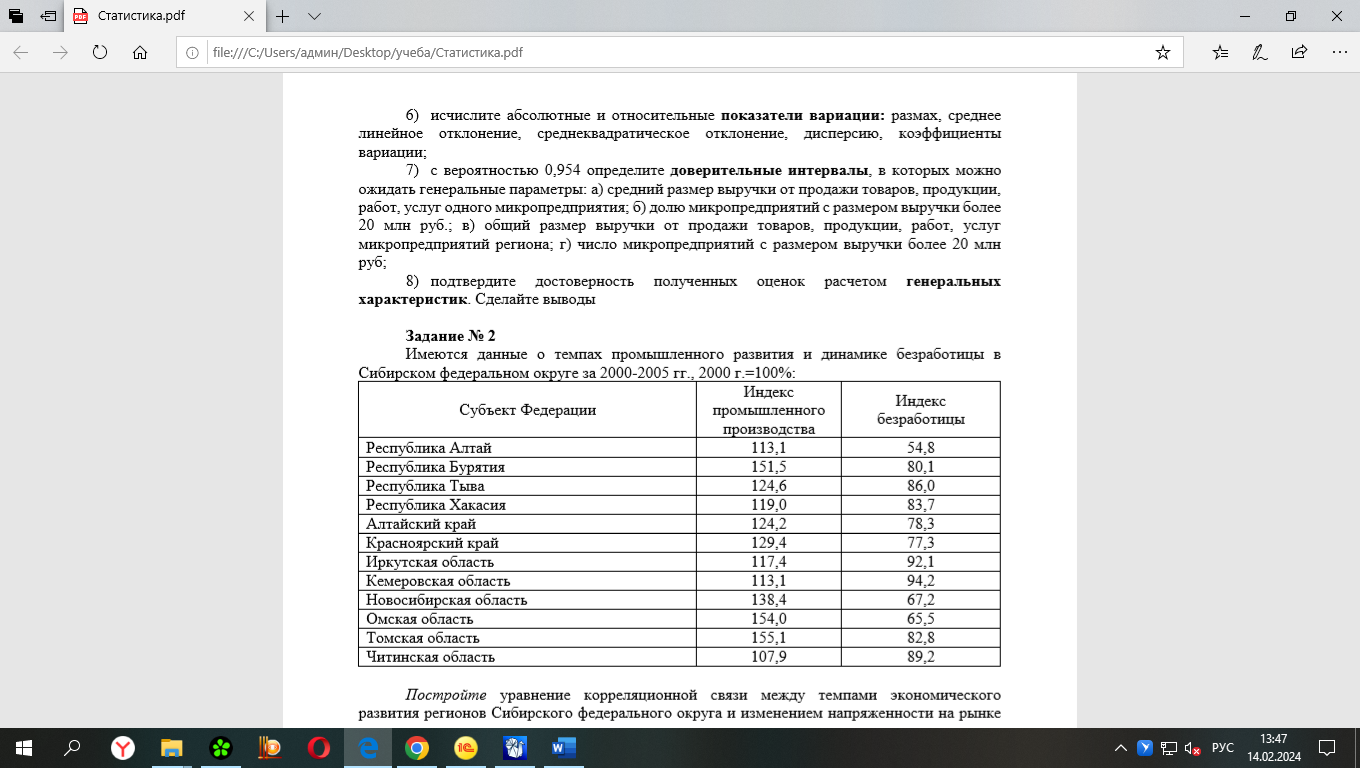 Статистика.pdf
file:///C:/Users/админ/Desktop/учеба/Статистика.pdf
6) исчислите абсолютные и относительные показатели вариации: размах, среднее
линейное отклонение, среднеквадратическое отклонение, дисперсию, коэффициенты
вариации;
7) с вероятностью 0,954 определите доверительные интервалы, в которых можно
ожидать генеральные параметры: а) средний размер выручки от продажи товаров, продукции,
работ, услуг одного микропредприятия; б) долю микропредприятий с размером выручки более
20 млн руб.; в) общий размер выручки от продажи товаров, продукции, работ, услуг
микропредприятий региона; г) число микропредприятий с размером выручки более 20 млн
руб;
8) подтвердите достоверность полученных оценок расчетом генеральных
характеристик. Сделайте выводы
Задание № 2
Имеются данные о темпах промышленного развития и динамике безработицы в
Сибирском федеральном округе за 2000-2005 гг., 2000 г.=100%:
Субъект Федерации Индекс промышленного производства Индекс безработицы
Республика Алтай 113,1 54,8
Республика Бурятия 151,5 80,1
Республика Тыва 124,6 86,0
Республика Хакасия 119,0 83,7
Алтайский край 124,2 78,3
Красноярский край 129,4 77,3
Иркутская область 117,4 92,1
Кемеровская область 113,1 94,2
Новосибирская область 138,4 67,2
Омская область 154,0 65,5
Томская область 155,1 82,8
Читинская область 107,9 89,2
Постройте уравнение корреляционной связи между темпами экономического
развития регионов Сибирского федерального округа и изменением напряженности на рынке
РУС
13:47
14.02.2024